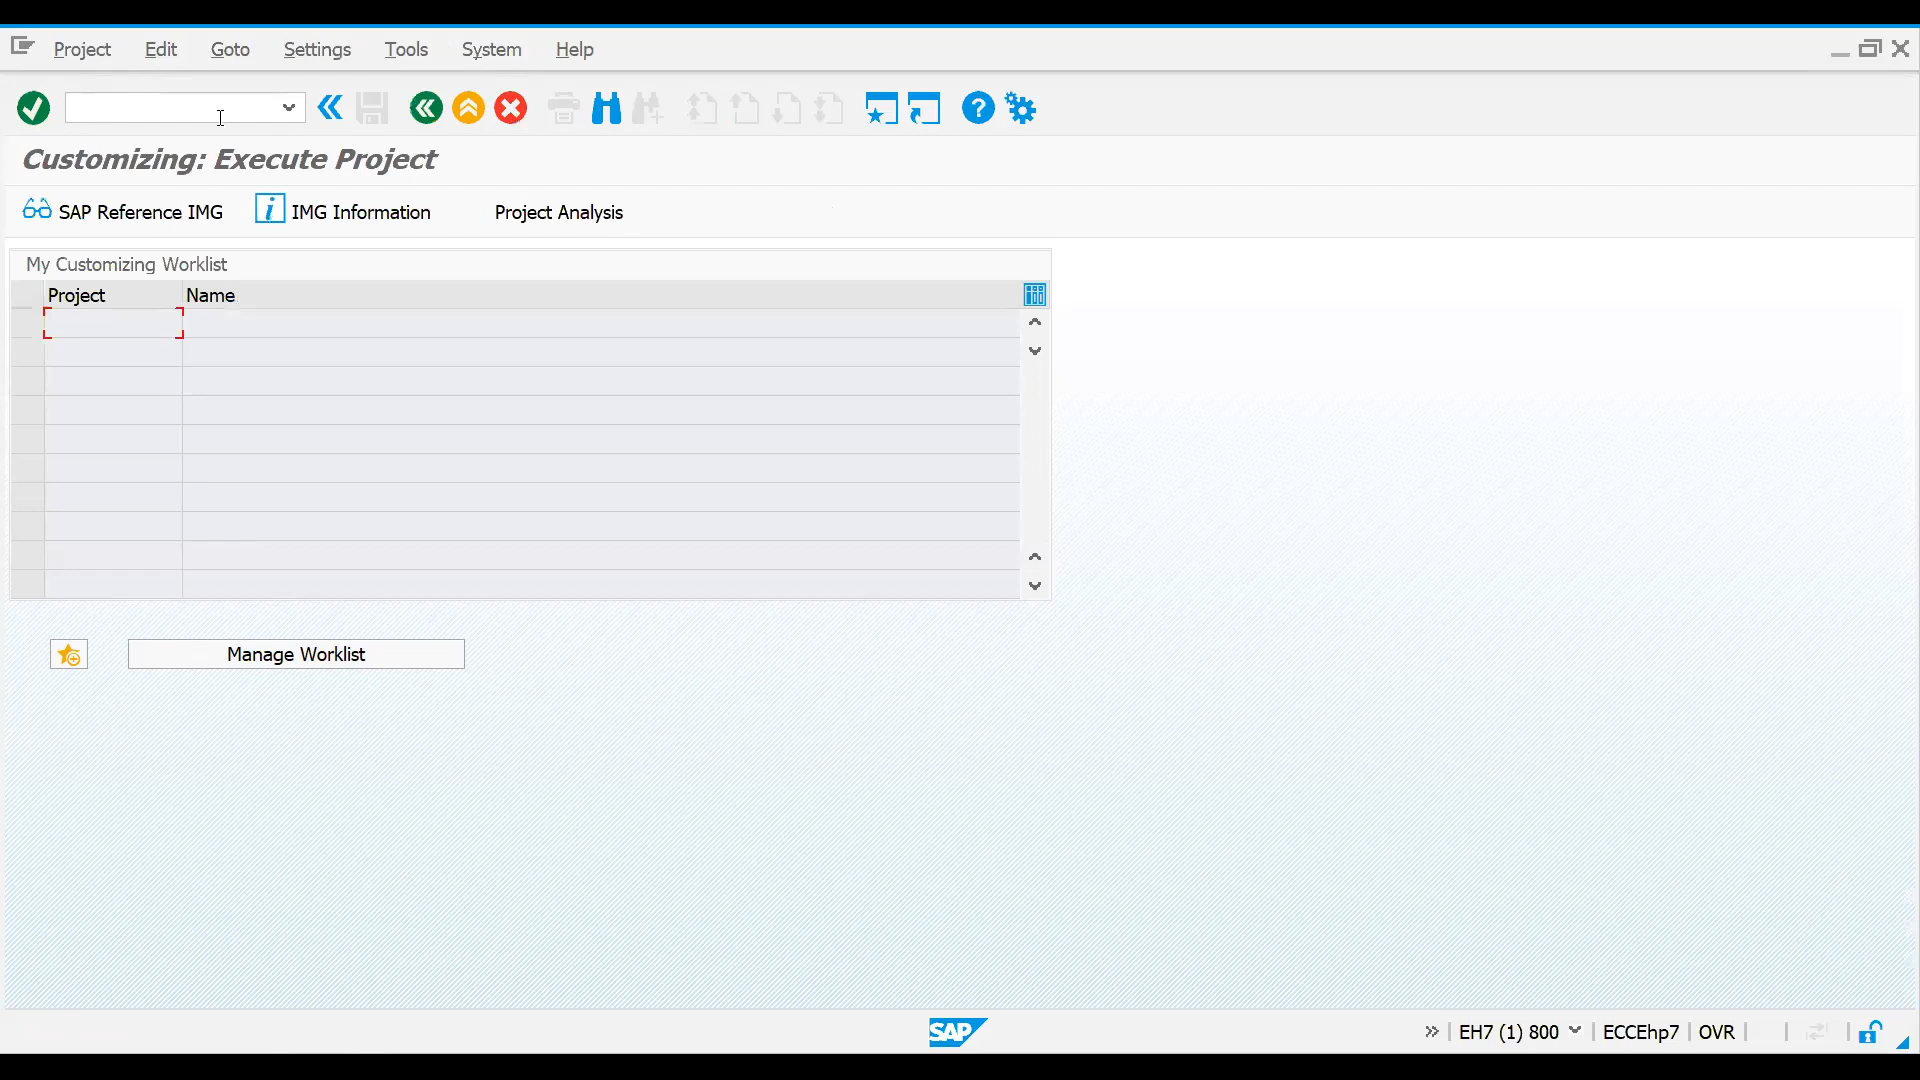 Project Edit Goto Settings Tools System Help
Customizing: Execute Project
SAP Reference IMG IMG Information Project Analysis
My Customizing Worklist
Project Name
Manage Worklist
SAP EH7 (1) 800 ECCEhp7 OVR